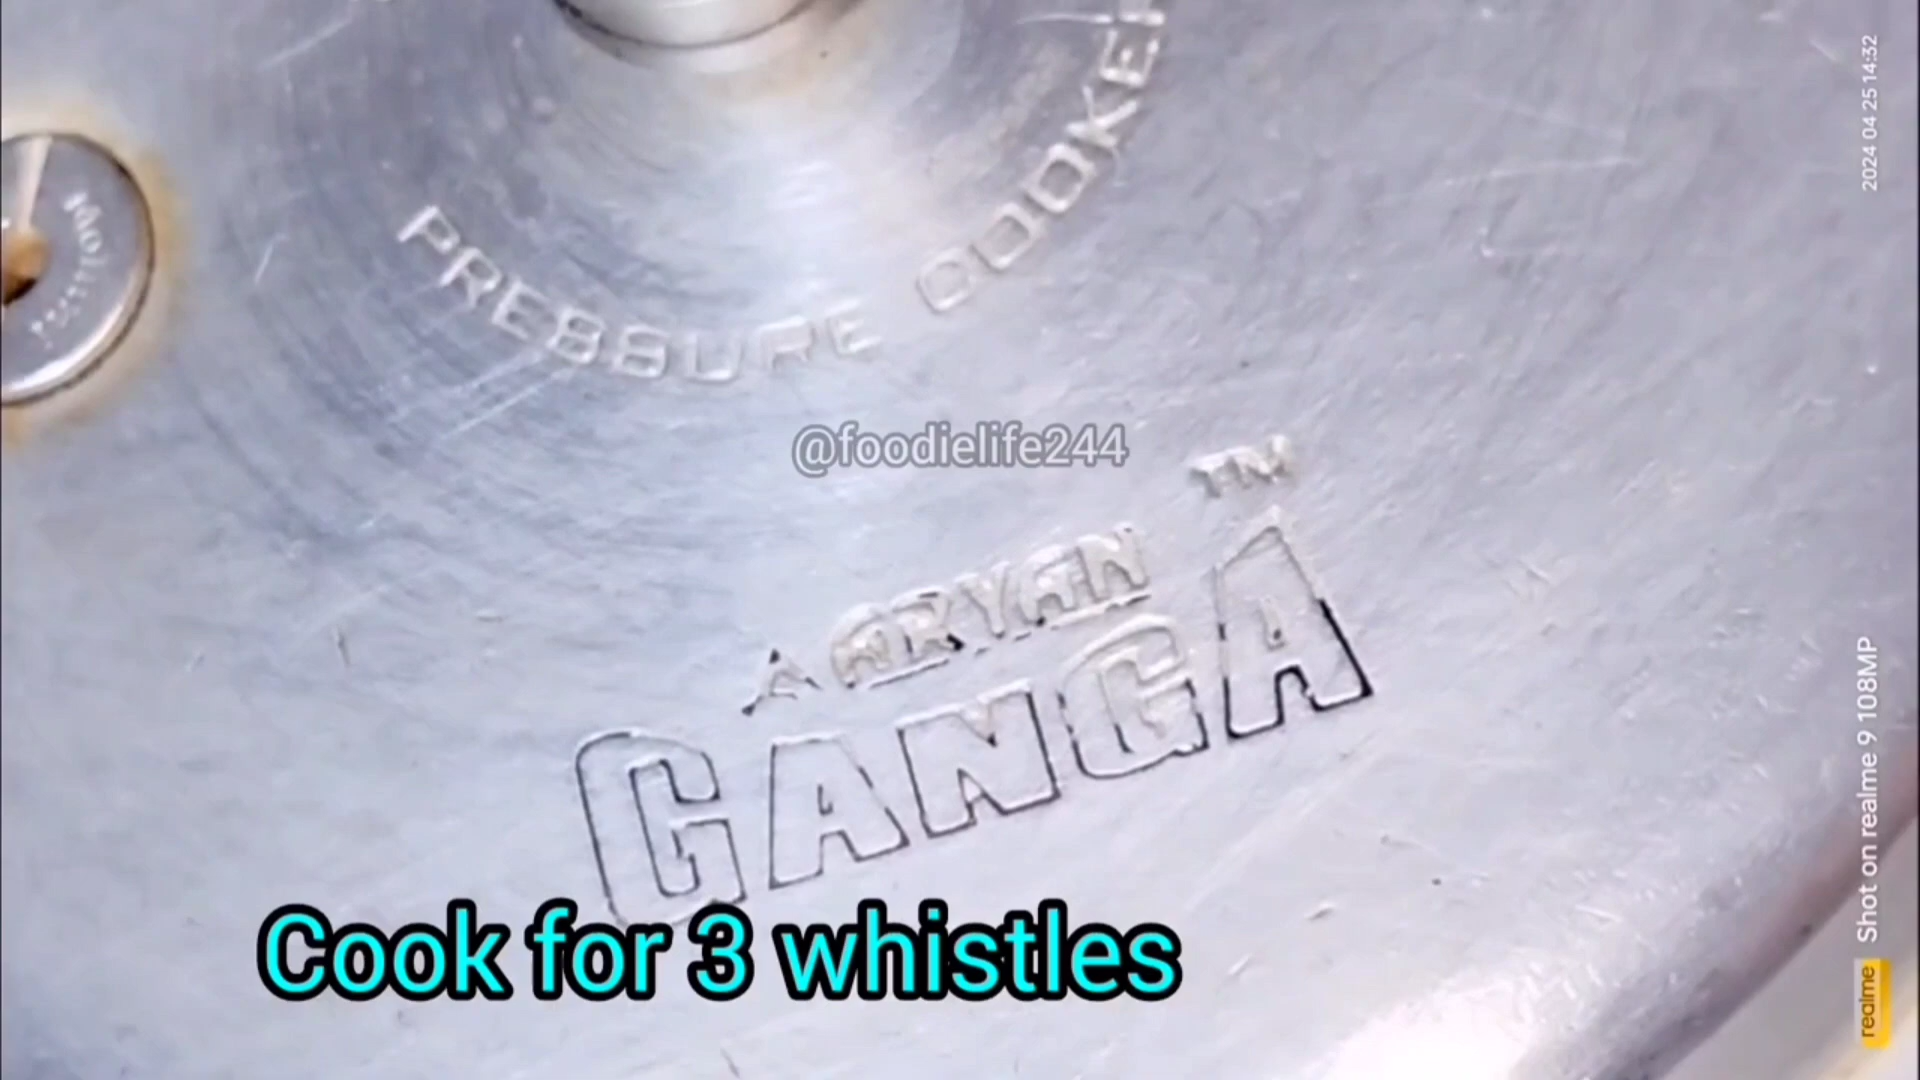 PRESSURE COOKER
@foodielife244
TM
AARYAN
GANGA
Cook for 3 whistles
2024 04 25 14:32
Shot on realme 9 108MP
realme